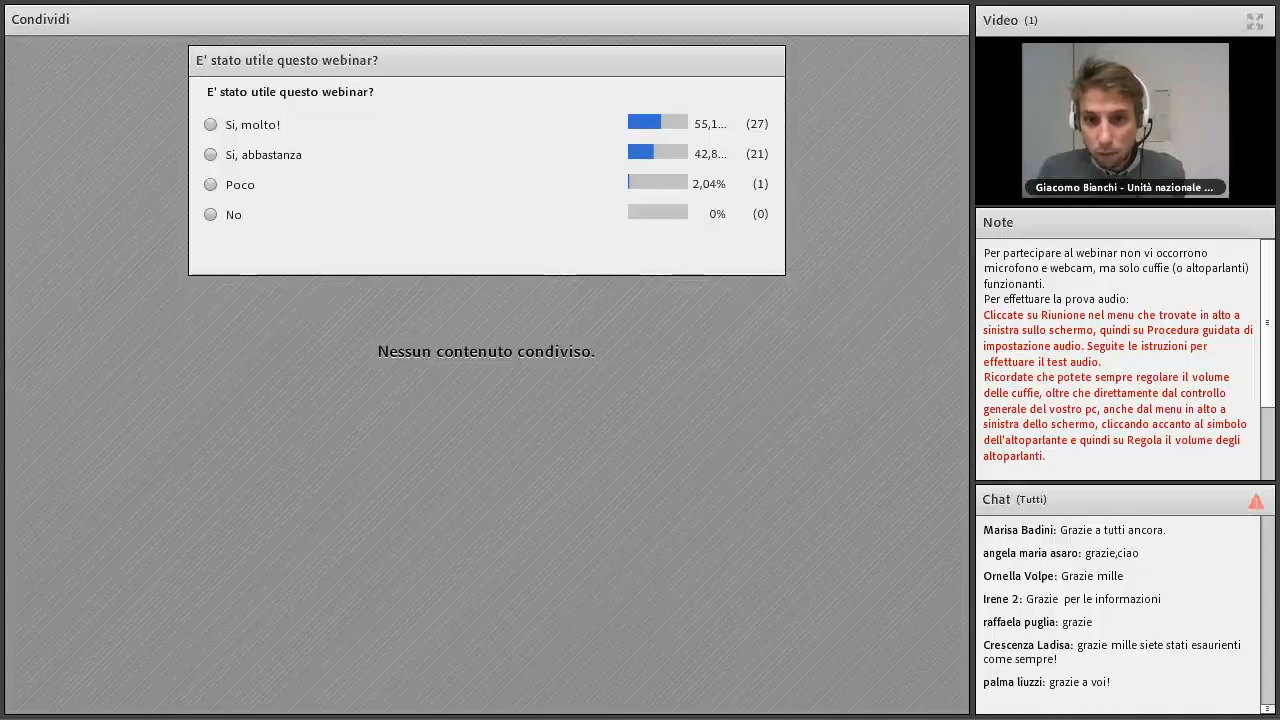 Condividi
E' stato utile questo webinar?
E' stato utile questo webinar?
Si, molto! 55,1... (27)
Si, abbastanza 42,8... (21)
Poco 2,04% (1)
No 0% (0)
Nessun contenuto condiviso.
Video (1)
Giacomo Bianchi - Unità nazionale ...
Note
Per partecipare al webinar non vi occorrono
microfono e webcam, ma solo cuffie (o altoparlanti)
funzionanti.
Per effettuare la prova audio:
Cliccate su Riunione nel menu che trovate in alto a
sinistra sullo schermo, quindi su Procedura guidata di
impostazione audio. Seguite le istruzioni per
effettuare il test audio.
Ricordate che potete sempre regolare il volume
delle cuffie, oltre che direttamente dal controllo
generale del vostro pc, anche dal menu in alto a
sinistra dello schermo, cliccando accanto al simbolo
dell'altoparlante e quindi su Regola il volume degli
altoparlanti.
Chat (Tutti)
Marisa Badini: Grazie a tutti ancora.
angela maria asaro: grazie,ciao
Ornella Volpe: Grazie mille
Irene 2: Grazie per le informazioni
raffaela puglia: grazie
Crescenza Ladisa: grazie mille siete stati esaurienti
come sempre!
palma liuzzi: grazie a voi!